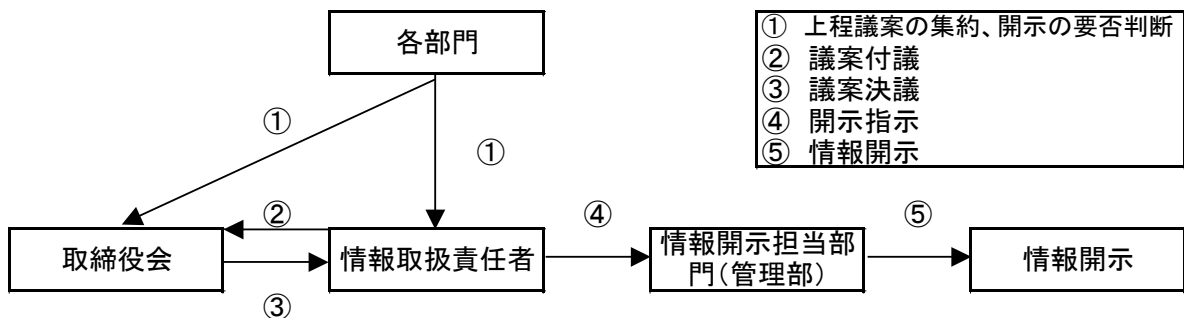 各部門
① 上程議案の集約、開示の要否判断
② 議案付議
③ 議案決議
④ 開示指示
⑤ 情報開示
①
①
②
④
⑤
取締役会
情報取扱責任者
情報開示担当部
門(管理部)
情報開示
③